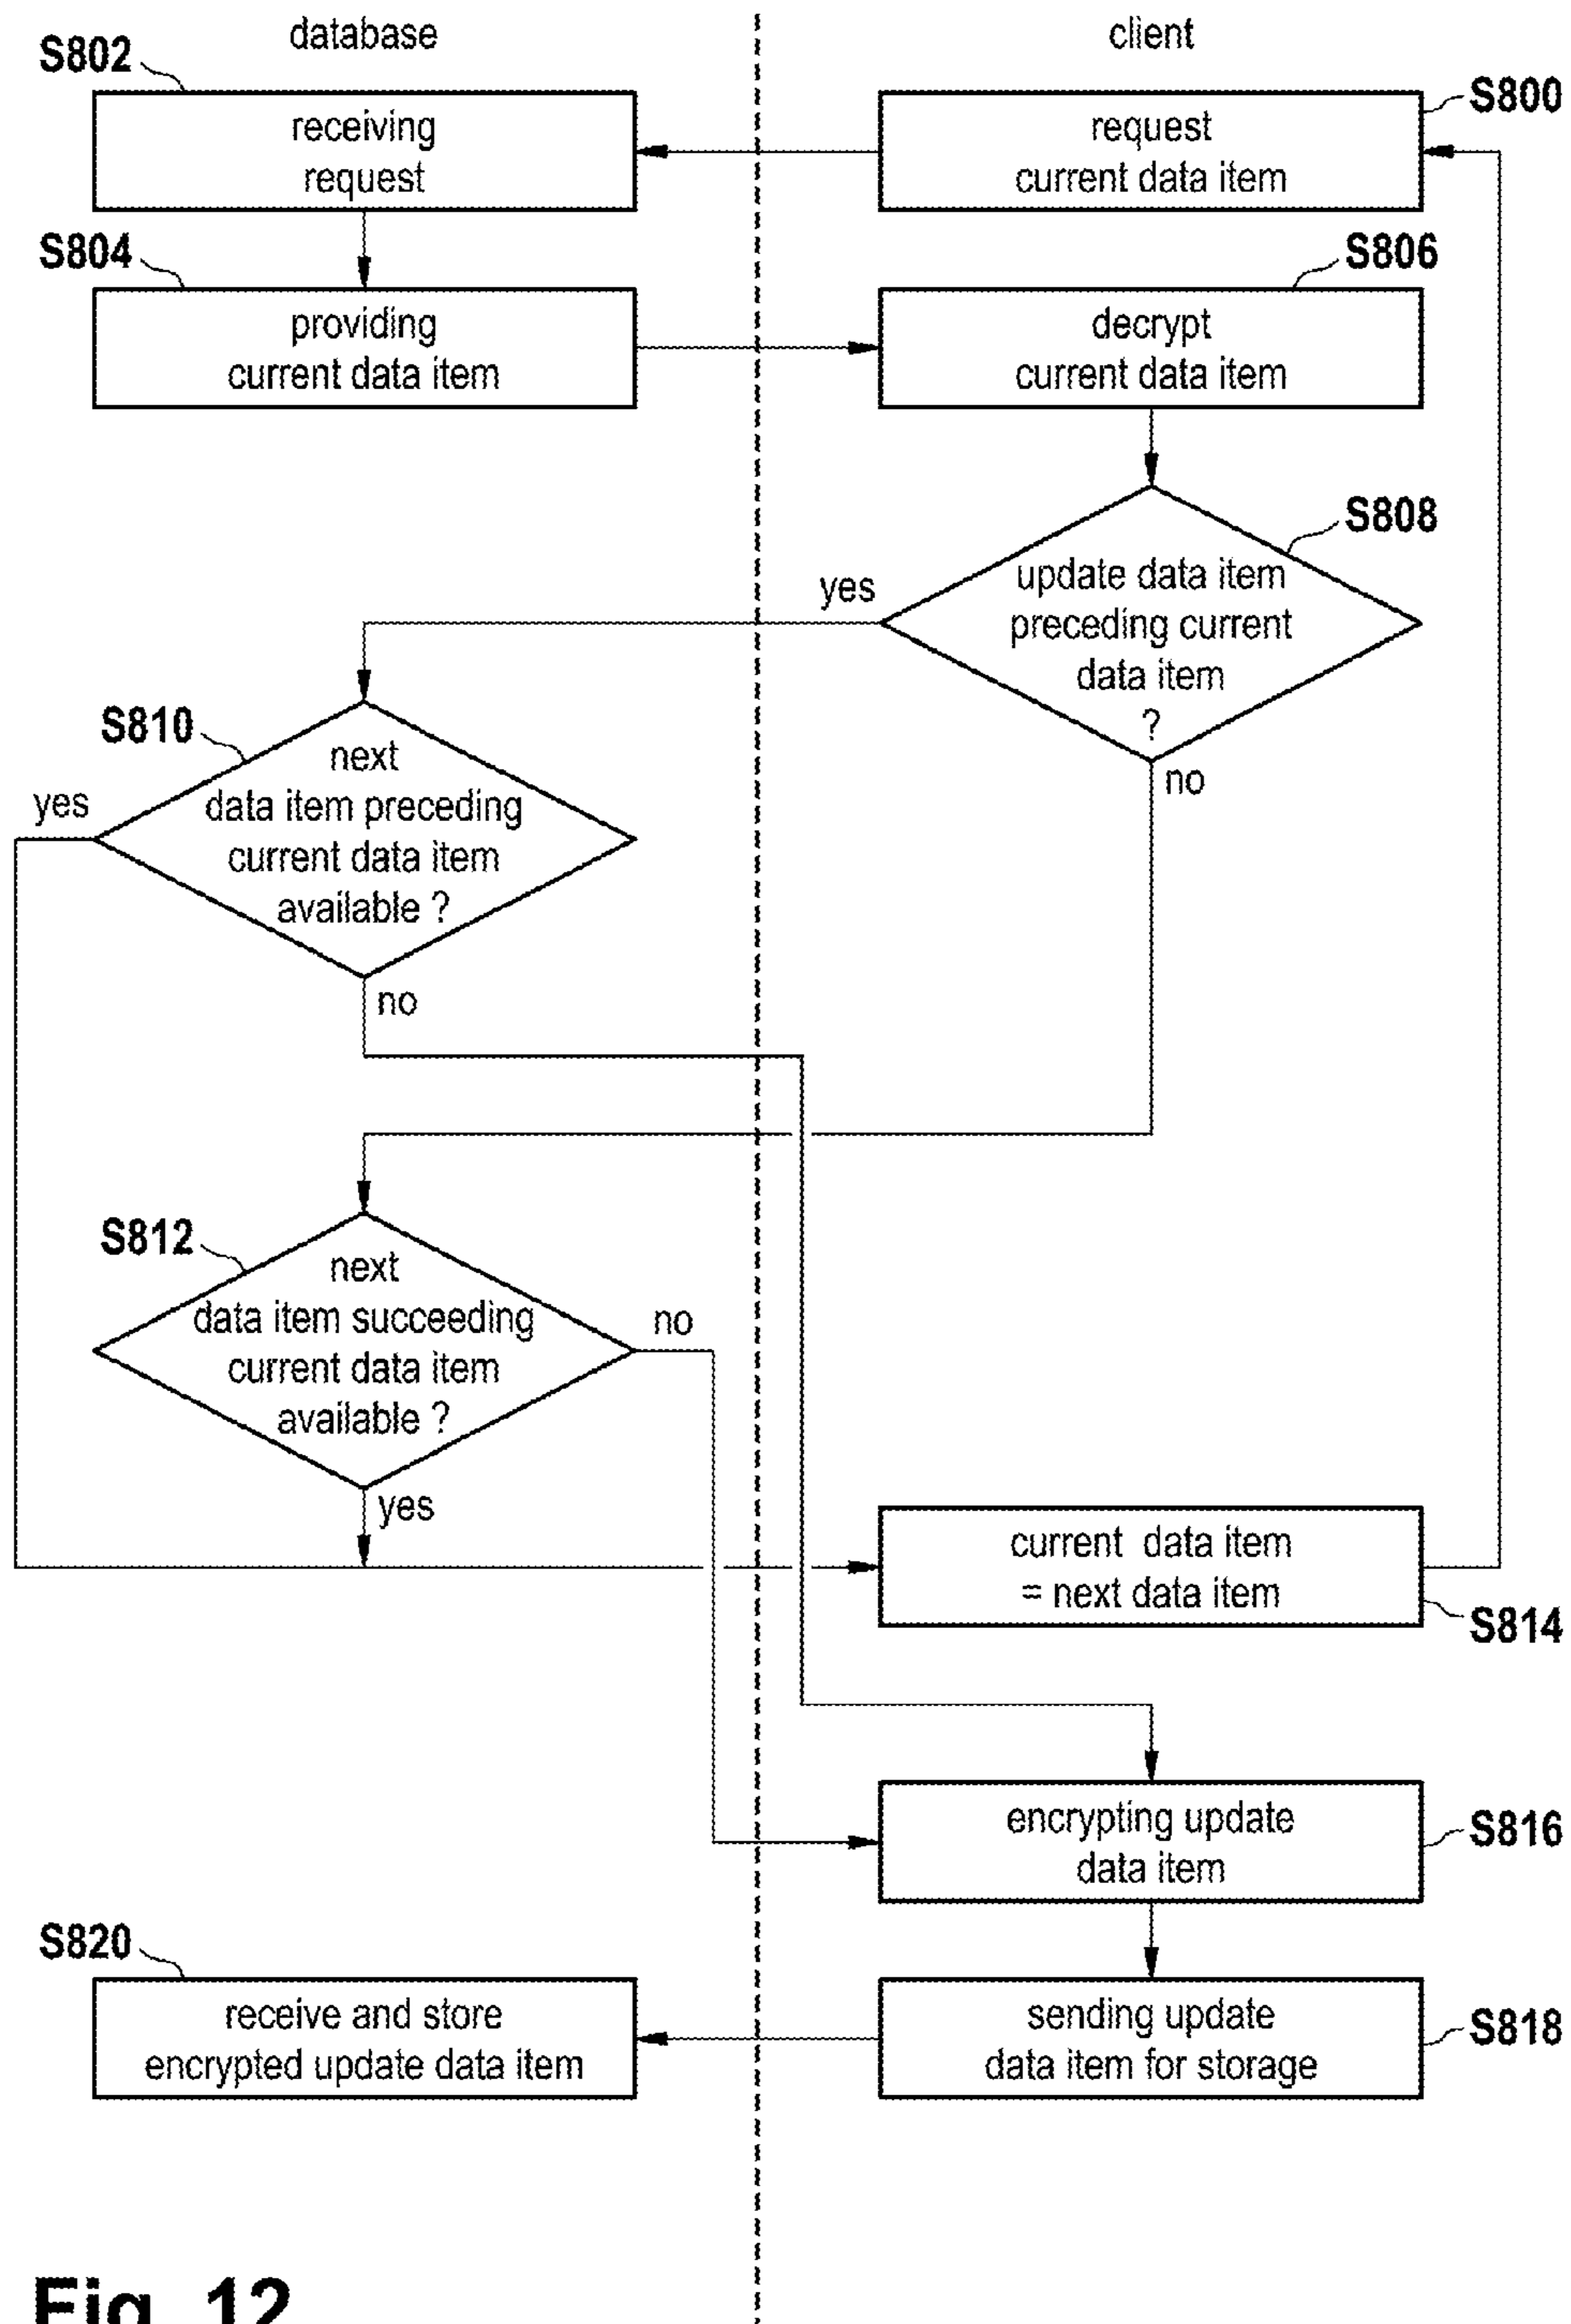 database
client
S802
S800
receiving
request
request
current data item
S804
S806
providing
current data item
decrypt
current data item
S808
update data item
preceding current
data item
?
yes
no
S810
next
data item preceding
current data item
available ?
yes
no
S812
next
data item succeeding
current data item
available ?
no
yes
current data item
= next data item
S814
encrypting update
data item
S816
S820
receive and store
encrypted update data item
sending update
data item for storage
S818
Fig. 12